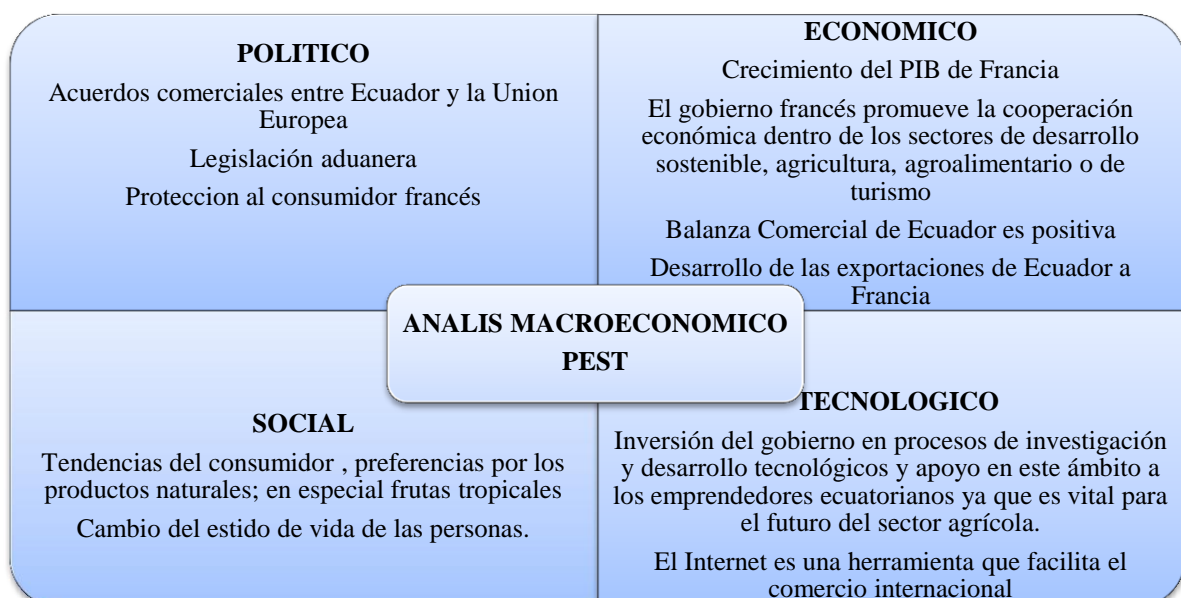 POLITICO
Acuerdos comerciales entre Ecuador y la Union
Europea
Legislación aduanera
Proteccion al consumidor francés
ECONOMICO
Crecimiento del PIB de Francia
El gobierno francés promueve la cooperación
económica dentro de los sectores de desarrollo
sostenible, agricultura, agroalimentario o de
turismo
Balanza Comercial de Ecuador es positiva
Desarrollo de las exportaciones de Ecuador a
Francia
ANALIS MACROECONOMICO
PEST
SOCIAL
Tendencias del consumidor , preferencias por los
productos naturales; en especial frutas tropicales
Cambio del estido de vida de las personas.
TECNOLOGICO
Inversión del gobierno en procesos de investigación
y desarrollo tecnológicos y apoyo en este ámbito a
los emprendedores ecuatorianos ya que es vital para
el futuro del sector agrícola.
El Internet es una herramienta que facilita el
comercio internacional